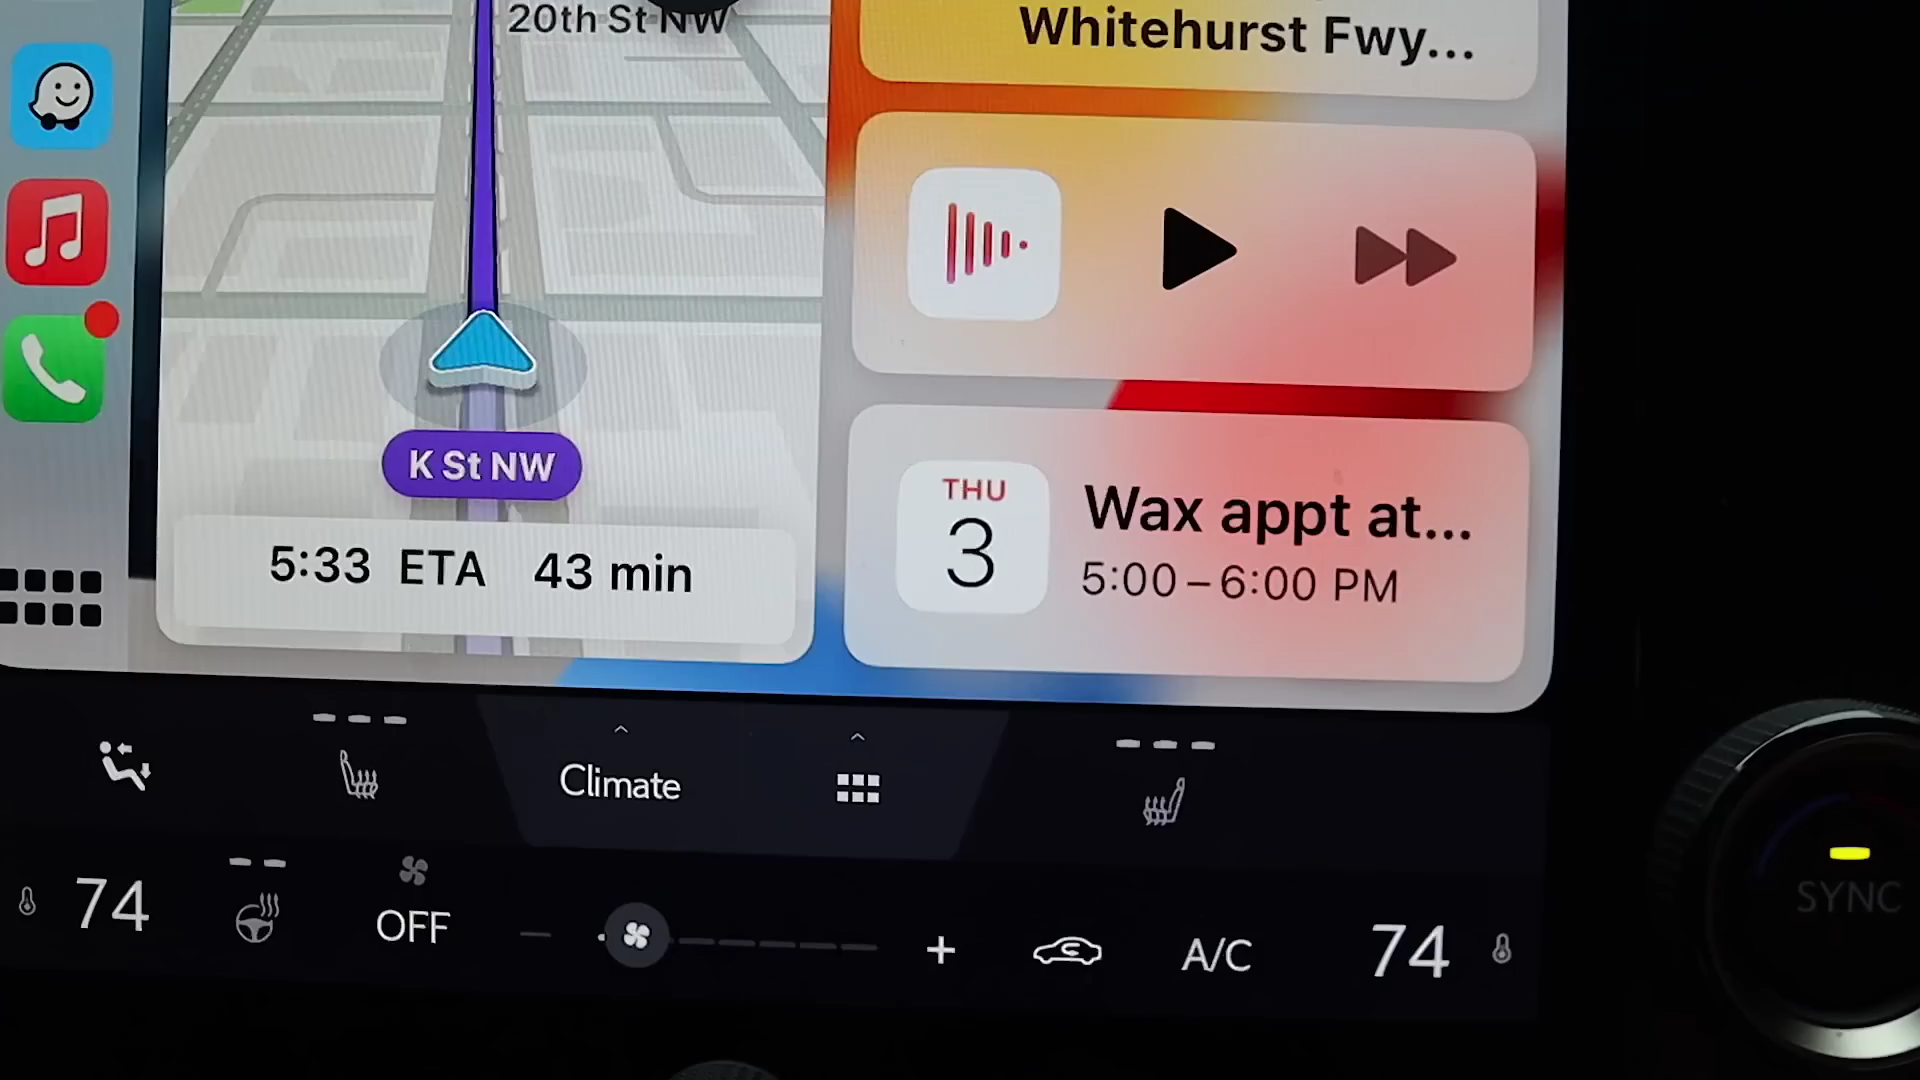 20th St NW
Whitehurst Fwy...
K St NW
5:33 ETA 43 min
THU
3
Wax appt at...
5:00 – 6:00 PM
Climate
74
OFF
A/C
74
SYNC